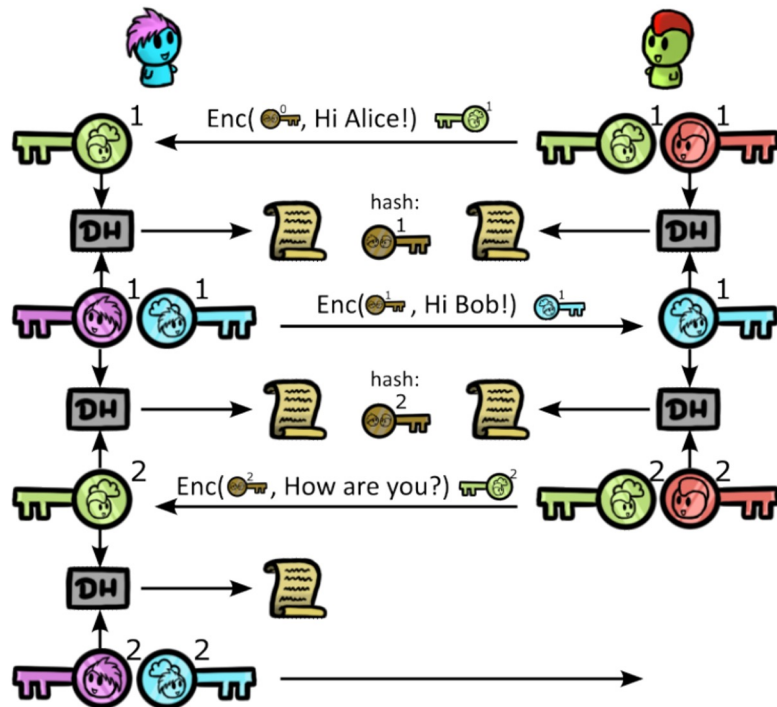 1 Enc( 0 , Hi Alice!) 1 1 1
DH hash: 1 DH
1 1 Enc( 1 , Hi Bob!) 1 1
DH hash: 2 DH
2 Enc( 2 , How are you?) 2 2 2
DH
2 2